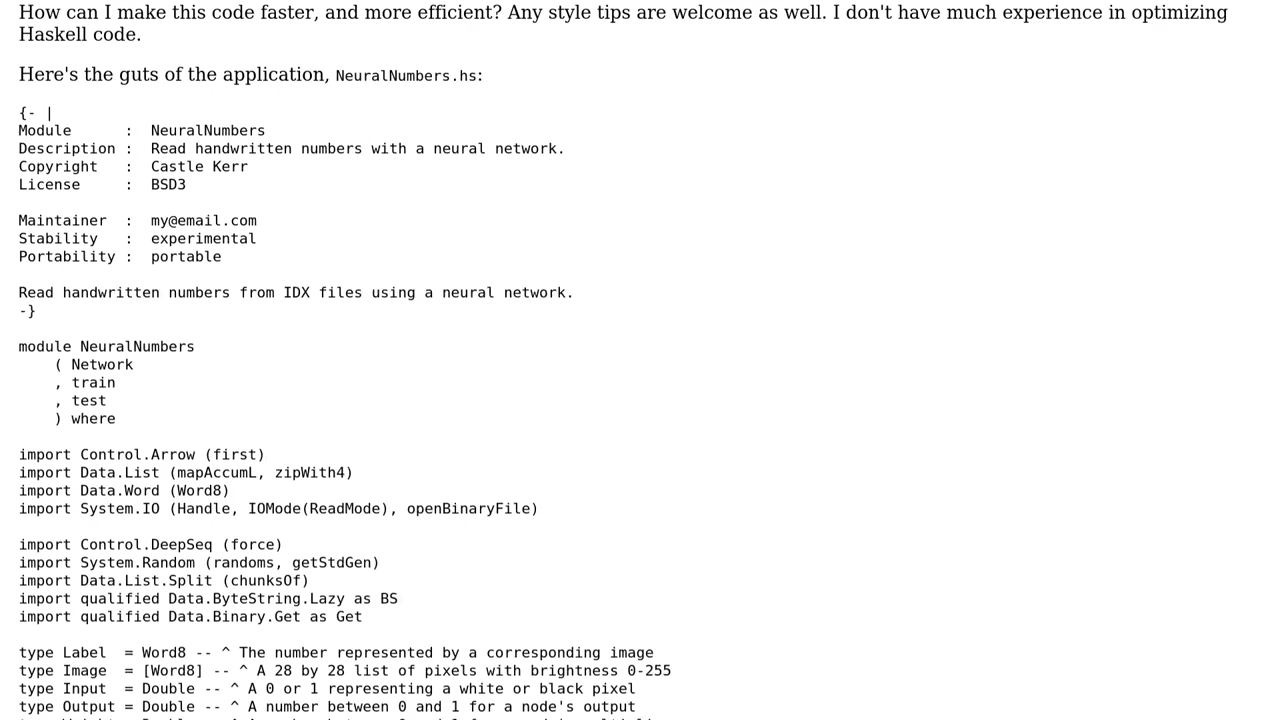 How can I make this code faster, and more efficient? Any style tips are welcome as well. I don't have much experience in optimizing
Haskell code.
Here's the guts of the application, NeuralNumbers.hs:
{- |
Module      :  NeuralNumbers
Description :  Read handwritten numbers with a neural network.
Copyright   :  Castle Kerr
License     :  BSD3
Maintainer  :  my@email.com
Stability   :  experimental
Portability :  portable
Read handwritten numbers from IDX files using a neural network.
-}
module NeuralNumbers
    ( Network
    , train
    , test
    ) where
import Control.Arrow (first)
import Data.List (mapAccumL, zipWith4)
import Data.Word (Word8)
import System.IO (Handle, IOMode(ReadMode), openBinaryFile)
import Control.DeepSeq (force)
import System.Random (randoms, getStdGen)
import Data.List.Split (chunksOf)
import qualified Data.ByteString.Lazy as BS
import qualified Data.Binary.Get as Get
type Label  = Word8 -- ^ The number represented by a corresponding image
type Image  = [Word8] -- ^ A 28 by 28 list of pixels with brightness 0-255
type Input  = Double -- ^ A 0 or 1 representing a white or black pixel
type Output = Double -- ^ A number between 0 and 1 for a node's output